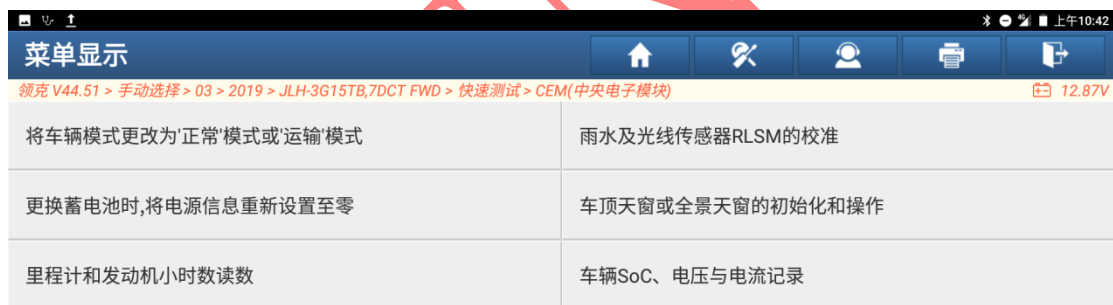 上午10:42
菜单显示
领克 V44.51 > 手动选择 > 03 > 2019 > JLH-3G15TB,7DCT FWD > 快速测试 > CEM(中央电子模块)
12.87V
将车辆模式更改为'正常'模式或'运输'模式
雨水及光线传感器RLSM的校准
更换蓄电池时,将电源信息重新设置至零
车顶天窗或全景天窗的初始化和操作
里程计和发动机小时数读数
车辆SoC、电压与电流记录